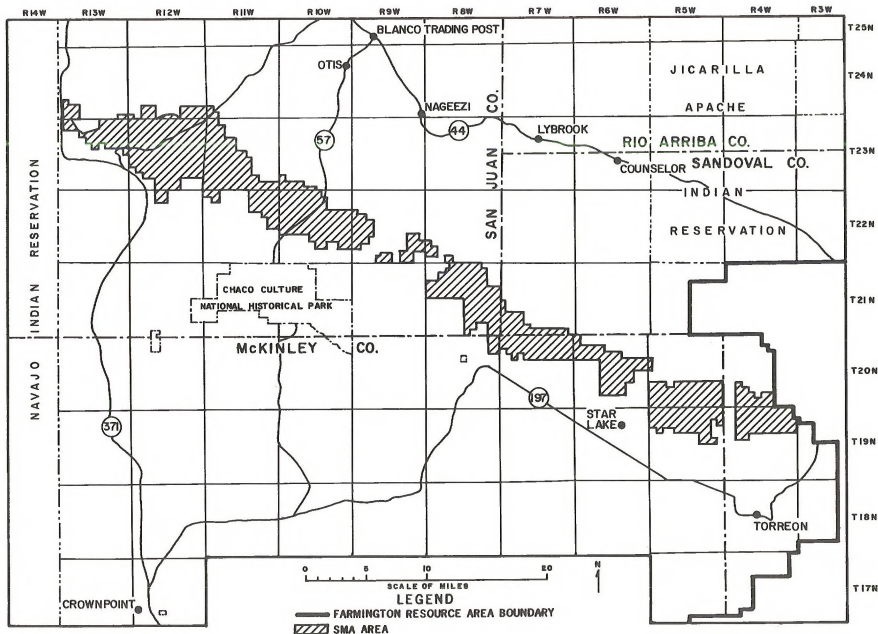 R14W R13W R12W R11W R10W R9W R8W R7W R6W R5W R4W R3W
T25N
BLANCO TRADING POST
OTIS
JICARILLA
T24N
NAGEEZI
CO.
APACHE
57
44
LYBROOK
RIO ARRIBA CO.
T23N
COUNSELOR
SANDOVAL CO.
SAN JUAN
INDIAN
RESERVATION
T22N
NAVAJO INDIAN RESERVATION
CHACO CULTURE
NATIONAL HISTORICAL PARK
T21N
McKINLEY CO.
T20N
371
197
STAR
LAKE
T19N
TORREON
T18N
CROWNPOINT
0 5 10 20
SCALE OF MILES
N
T17N
LEGEND
FARMINGTON RESOURCE AREA BOUNDARY
SMA AREA